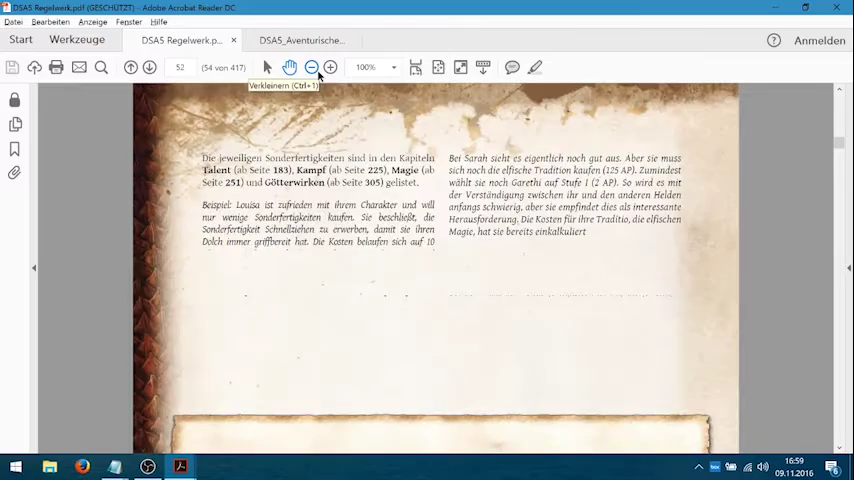 DSA5 Regelwerk.pdf (GESCHÜTZT) - Adobe Acrobat Reader DC
Datei Bearbeiten Anzeige Fenster Hilfe
Start Werkzeuge DSA5 Regelwerk.p... × DSA5_Aventurische... Anmelden
52 (54 von 417) 100%
Verkleinern (Ctrl+1)
Die jeweiligen Sonderfertigkeiten sind in den Kapiteln
Talent (ab Seite 183), Kampf (ab Seite 225), Magie (ab
Seite 251) und Götterwirken (ab Seite 305) gelistet.
Beispiel: Louisa ist zufrieden mit ihrem Charakter und will
nur wenige Sonderfertigkeiten kaufen. Sie beschließt, die
Sonderfertigkeit Schnellziehen zu erwerben, damit sie ihren
Dolch immer griffbereit hat. Die Kosten belaufen sich auf 10
Bei Sarah sieht es eigentlich noch gut aus. Aber sie muss
sich noch die elfische Tradition kaufen (125 AP). Zumindest
wählt sie noch Garethi auf Stufe I (2 AP). So wird es mit
der Verständigung zwischen ihr und den anderen Helden
anfangs schwierig, aber sie empfindet dies als interessante
Herausforderung. Die Kosten für ihre Traditio, die elfischen
Magie, hat sie bereits einkalkuliert
16:59
09.11.2016